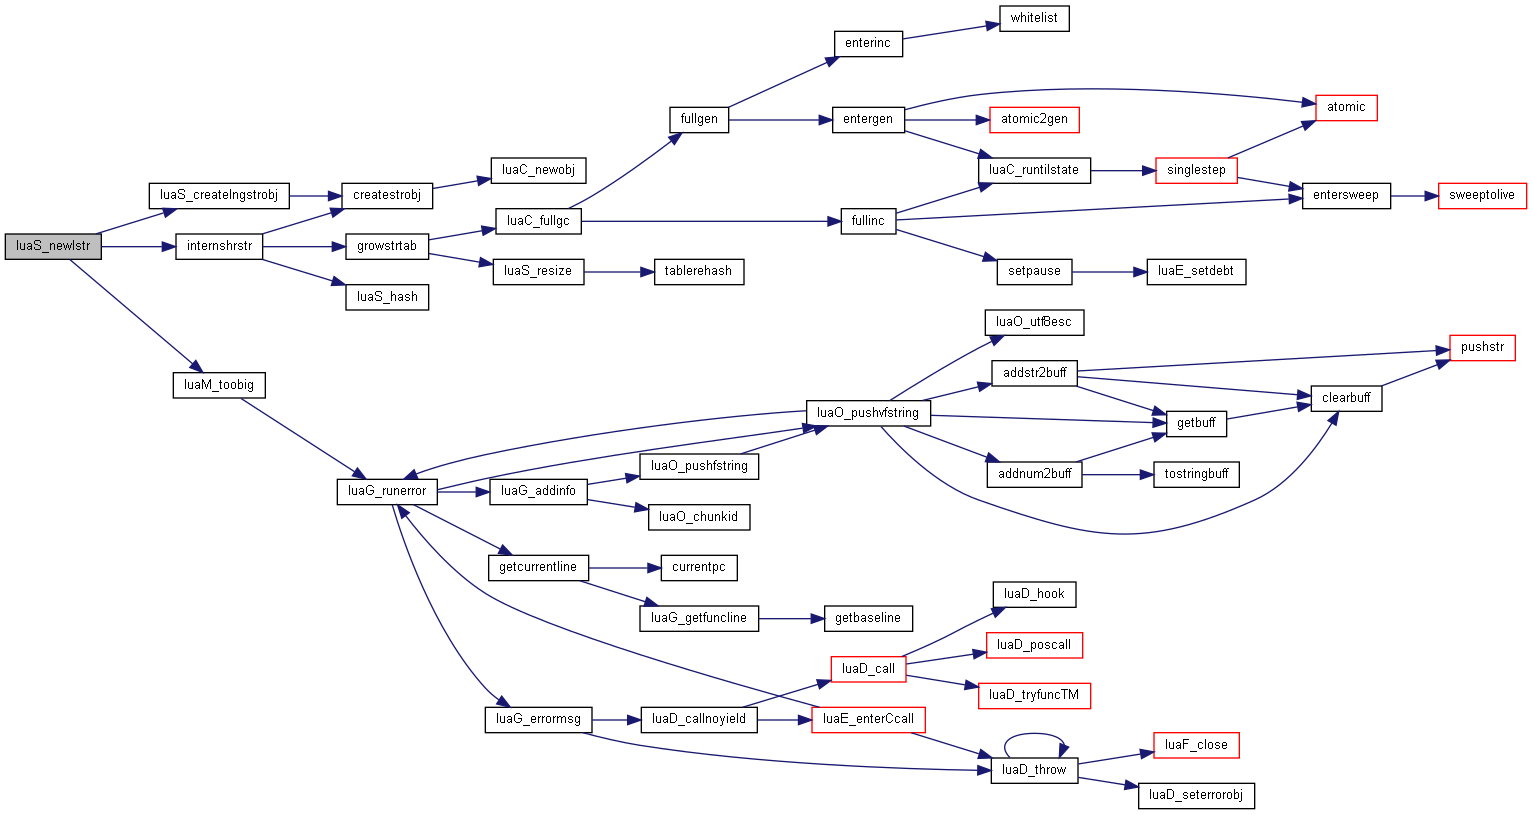 whitelist
enterinc
fullgen
entergen
atomic2gen
atomic
luaC_newobj
luaC_runtilstate
singlestep
luaS_createlngstrobj
createstrobj
entersweep
sweeptolive
luaC_fullgc
fullinc
luaS_newlstr
internshrstr
growstrtab
luaS_resize
tablerehash
setpause
luaE_setdebt
luaS_hash
luaO_utf8esc
pushstr
addstr2buff
luaM_toobig
clearbuff
luaO_pushvfstring
getbuff
luaO_pushfstring
addnum2buff
tostringbuff
luaG_runerror
luaG_addinfo
luaO_chunkid
getcurrentline
currentpc
luaD_hook
luaG_getfuncline
getbaseline
luaD_poscall
luaD_call
luaD_tryfuncTM
luaG_errormsg
luaD_callnoyield
luaE_enterCcall
luaF_close
luaD_throw
luaD_seterrorobj